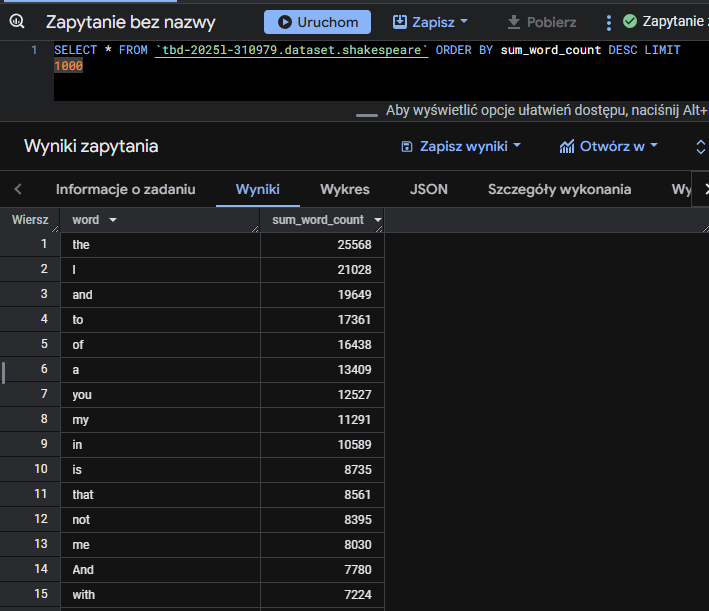 Zapytanie bez nazwy Uruchom Zapisz Pobierz Zapytanie
1 SELECT * FROM `tbd-2025l-310979.dataset.shakespeare` ORDER BY sum_word_count DESC LIMIT
1000
Aby wyświetlić opcje ułatwień dostępu, naciśnij Alt+
Wyniki zapytania Zapisz wyniki Otwórz w
Informacje o zadaniu Wyniki Wykres JSON Szczegóły wykonania Wy
Wiersz word sum_word_count
1 the 25568
2 I 21028
3 and 19649
4 to 17361
5 of 16438
6 a 13409
7 you 12527
8 my 11291
9 in 10589
10 is 8735
11 that 8561
12 not 8395
13 me 8030
14 And 7780
15 with 7224